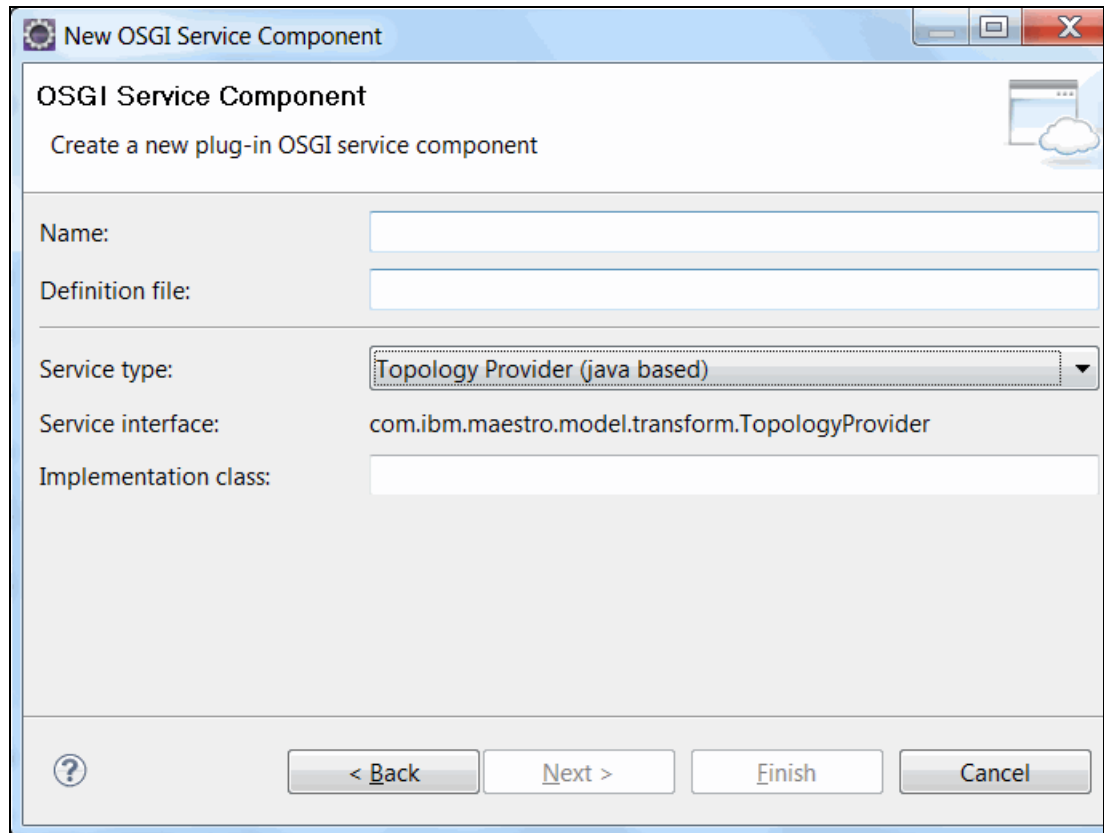 New OSGI Service Component
OSGI Service Component
Create a new plug-in OSGI service component
Name:
Definition file:
Service type: Topology Provider (java based)
Service interface: com.ibm.maestro.model.transform.TopologyProvider
Implementation class:
? < Back Next > Finish Cancel